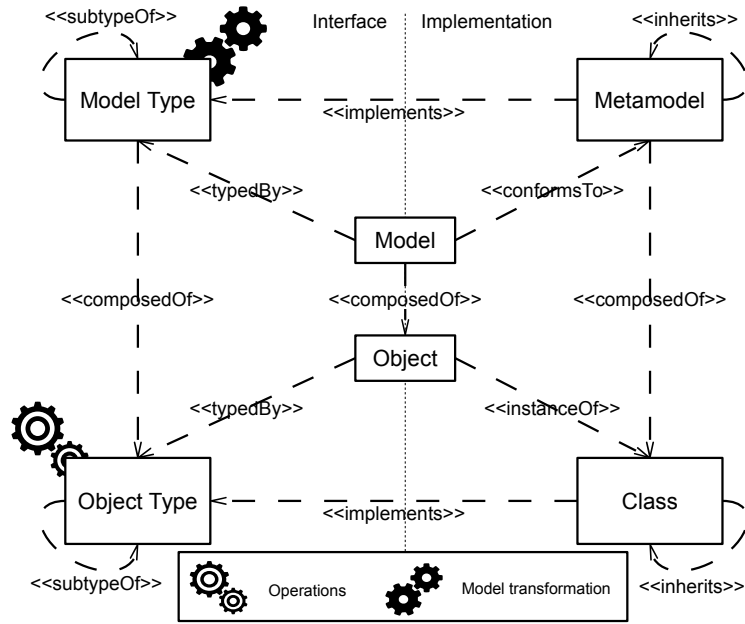 <<subtypeOf>>
Interface
Implementation
<<inherits>>
Model Type
Metamodel
<<implements>>
<<typedBy>>
<<conformsTo>>
Model
<<composedOf>>
<<composedOf>>
<<composedOf>>
Object
<<typedBy>>
<<instanceOf>>
Object Type
Class
<<implements>>
<<subtypeOf>>
<<inherits>>
Operations
Model transformation